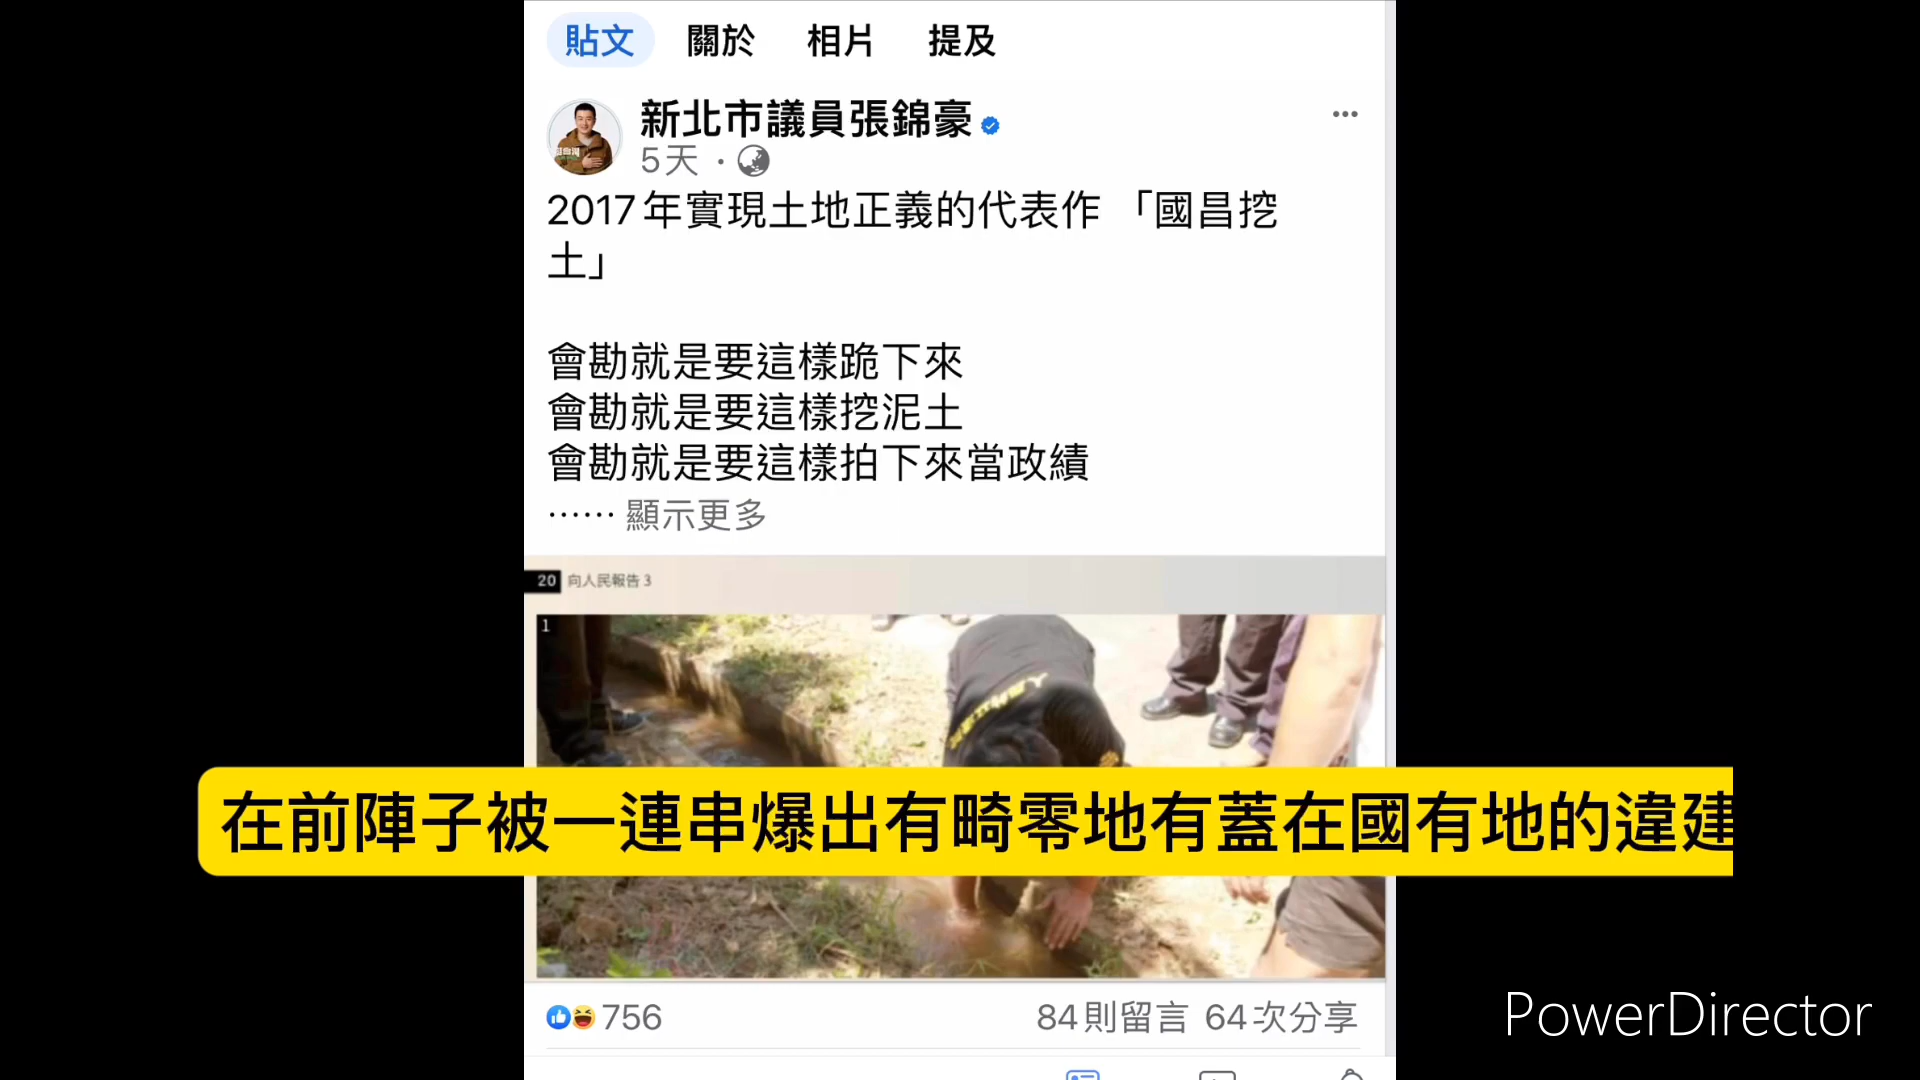 貼文 關於 相片 提及
新北市議員張錦豪
5天
2017年實現土地正義的代表作 「國昌挖
土」
會勘就是要這樣跪下來
會勘就是要這樣挖泥土
會勘就是要這樣拍下來當政績
…… 顯示更多
20 向人民報告 3
1
在前陣子被一連串爆出有畸零地有蓋在國有地的違建
756
84則留言 64次分享
PowerDirector